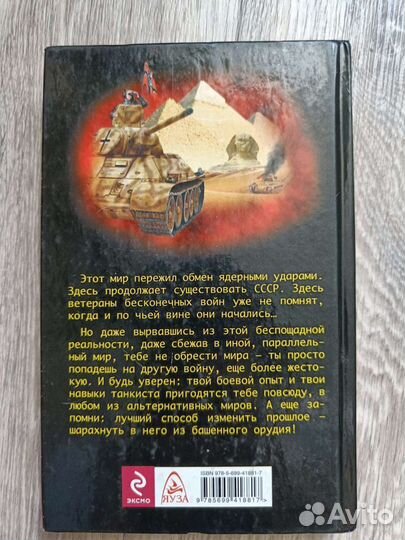 Этот мир пережил обмен ядерными ударами.
Здесь продолжает существовать СССР. Здесь
ветераны бесконечных войн уже не помнят,
когда и по чьей вине они начались...
Но даже вырвавшись из этой беспощадной
реальности, даже сбежав в иной, параллель-
ный мир, тебе не обрести мира – ты просто
попадешь на другую войну, еще более жесто-
кую. И будь уверен: твой боевой опыт и твои
навыки танкиста пригодятся тебе повсюду, в
любом из альтернативных миров. А еще за-
помни: лучший способ изменить прошлое –
шарахнуть в него из башенного орудия!
ЭКСМО
ЯУЗА
ISBN 978-5-699-41881-7
9 785699 418817 >
Avito